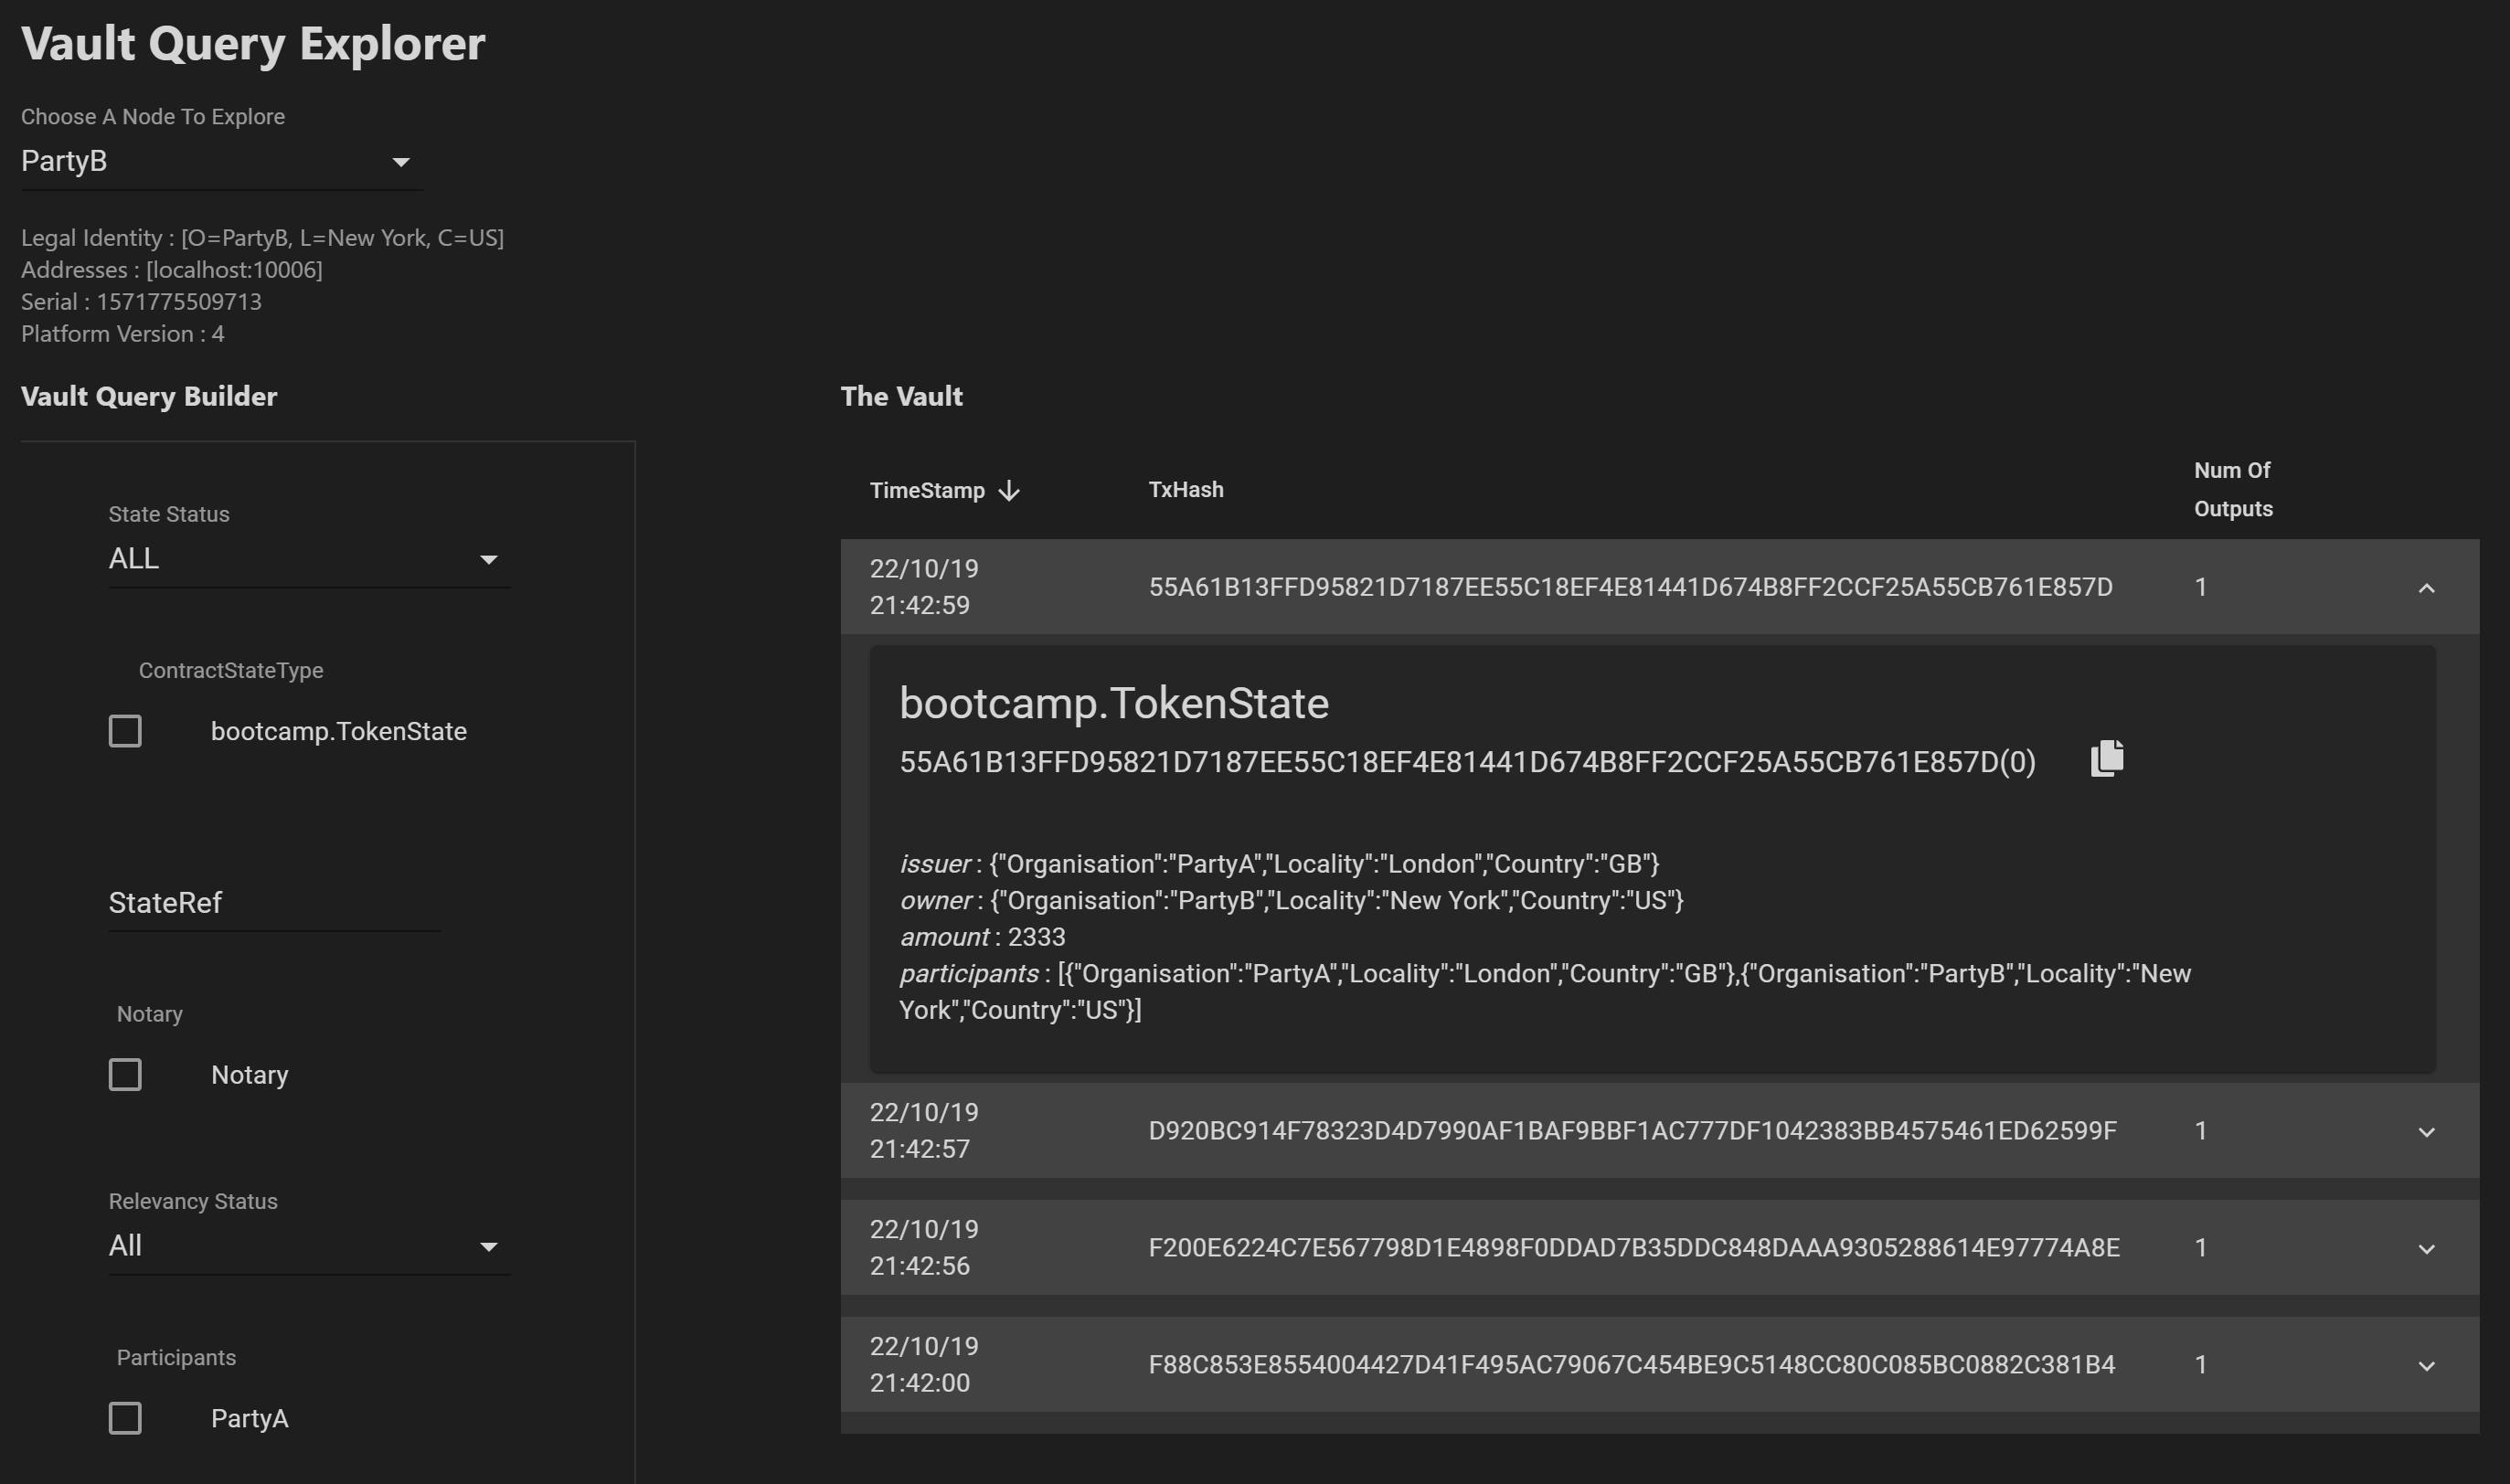 Vault Query Explorer
Choose A Node To Explore
PartyB
Legal Identity : [O=PartyB, L=New York, C=US]
Addresses : [localhost:10006]
Serial : 1571775509713
Platform Version : 4
Vault Query Builder
State Status
ALL
ContractStateType
bootcamp.TokenState
StateRef
Notary
Notary
Relevancy Status
All
Participants
PartyA
The Vault
TimeStamp TxHash Num Of
Outputs
22/10/19
21:42:59 55A61B13FFD95821D7187EE55C18EF4E81441D674B8FF2CCF25A55CB761E857D 1
bootcamp.TokenState
55A61B13FFD95821D7187EE55C18EF4E81441D674B8FF2CCF25A55CB761E857D(0)
issuer : {"Organisation":"PartyA","Locality":"London","Country":"GB"}
owner : {"Organisation":"PartyB","Locality":"New York","Country":"US"}
amount : 2333
participants : [{"Organisation":"PartyA","Locality":"London","Country":"GB"},{"Organisation":"PartyB","Locality":"New
York","Country":"US"}]
22/10/19
21:42:57 D920BC914F78323D4D7990AF1BAF9BBF1AC777DF1042383BB4575461ED62599F 1
22/10/19
21:42:56 F200E6224C7E567798D1E4898F0DDAD7B35DDC848DAAA9305288614E97774A8E 1
22/10/19
21:42:00 F88C853E8554004427D41F495AC79067C454BE9C5148CC80C085BC0882C381B4 1